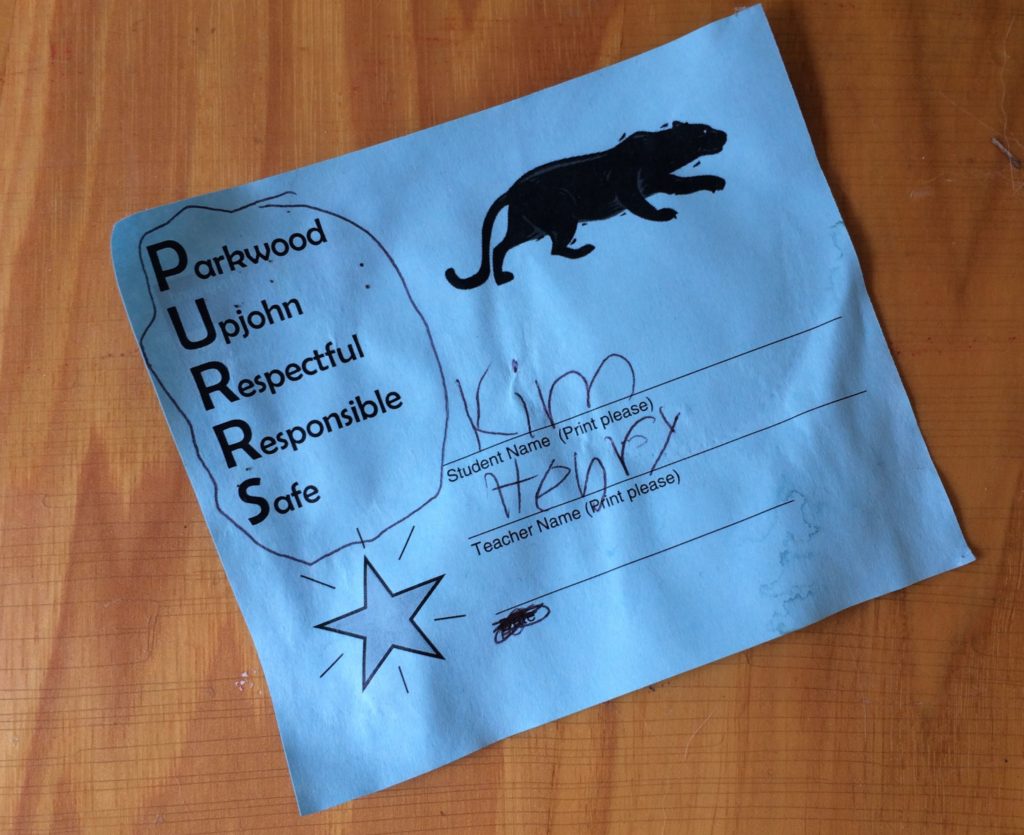 Parkwood
Upjohn
Respectful
Responsible
Safe
Kim
Student Name (Print please)
Henry
Teacher Name (Print please)